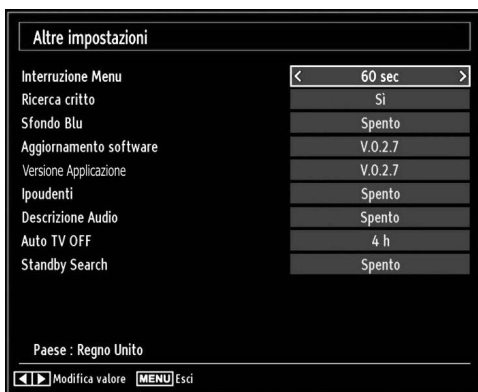 Altre impostazioni
Interruzione Menu < 60 sec >
Ricerca critto Sì
Sfondo Blu Spento
Aggiornamento software V.0.2.7
Versione Applicazione V.0.2.7
Ipoudenti Spento
Descrizione Audio Spento
Auto TV OFF 4 h
Standby Search Spento
Paese : Regno Unito
Modifica valore MENU Esci